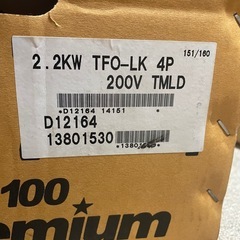 151/160
2.2KW TFO-LK 4P
200V TMLD
*D12164 14151
D12164
13801530
100
emium